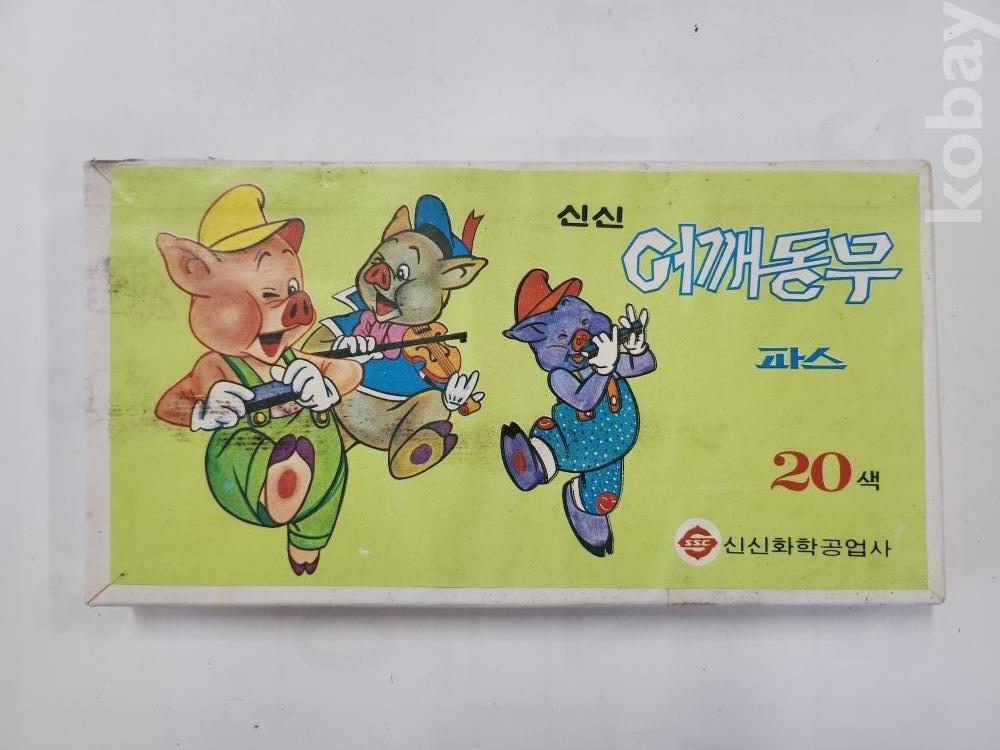 신신
어깨동무
파스
20색
SSC 신신화학공업사
kobay